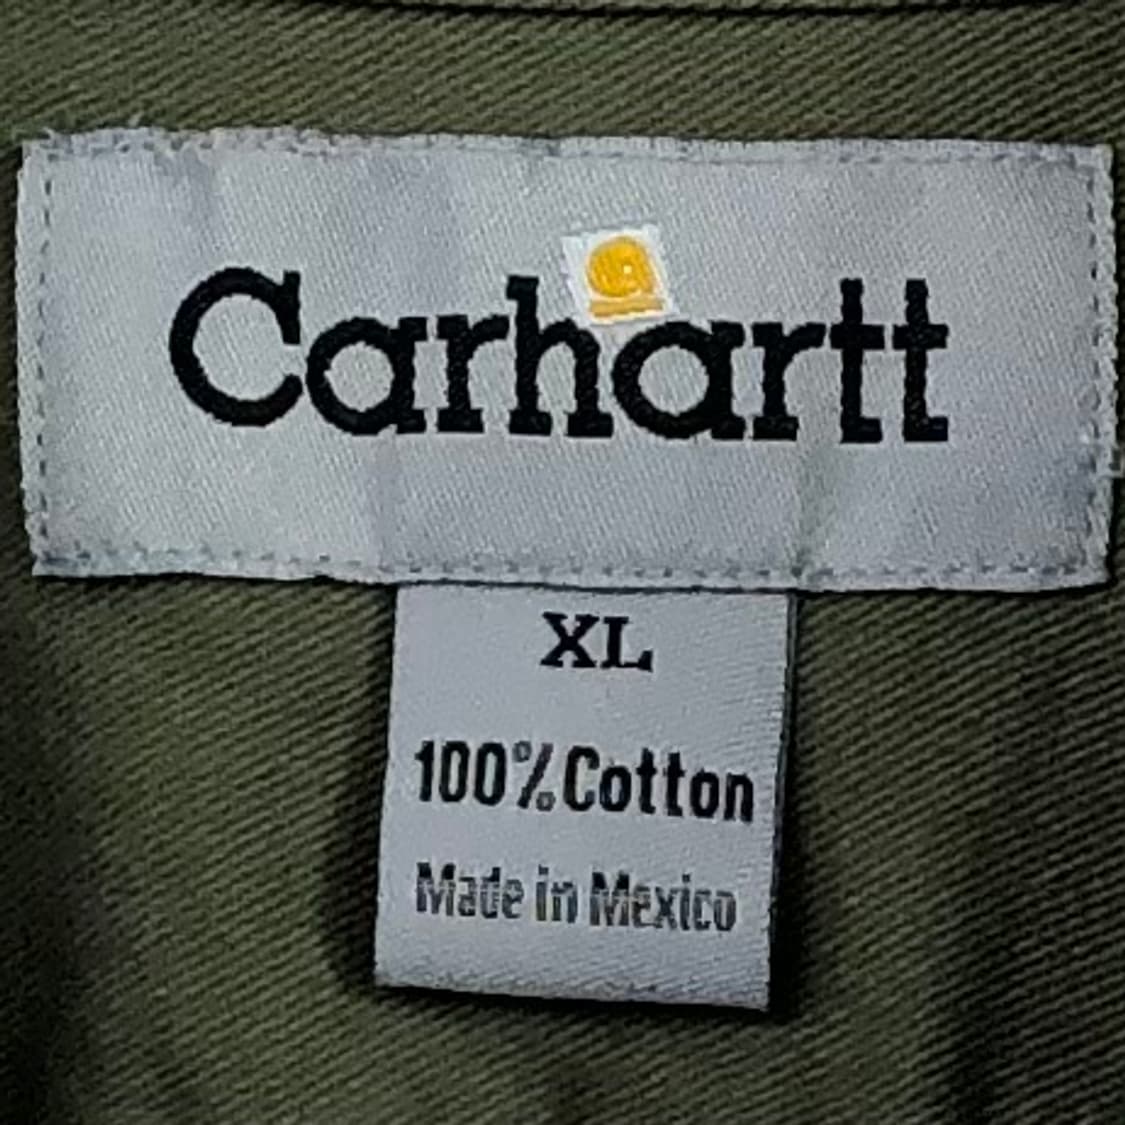 Carhartt
XL
100% Cotton
Made in Mexico